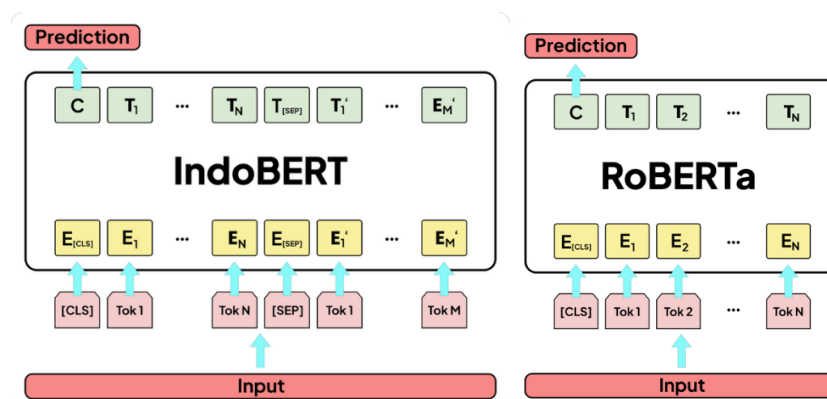 Prediction
C T1 ... TN T[SEP] T1' ... EM'
IndoBERT
E[CLS] E1 ... EN E[SEP] E1' ... EM'
[CLS] Tok 1 Tok N [SEP] Tok 1 Tok M
Input
Prediction
C T1 T2 ... TN
RoBERTa
E[CLS] E1 E2 ... EN
[CLS] Tok 1 Tok 2 ... Tok N
Input